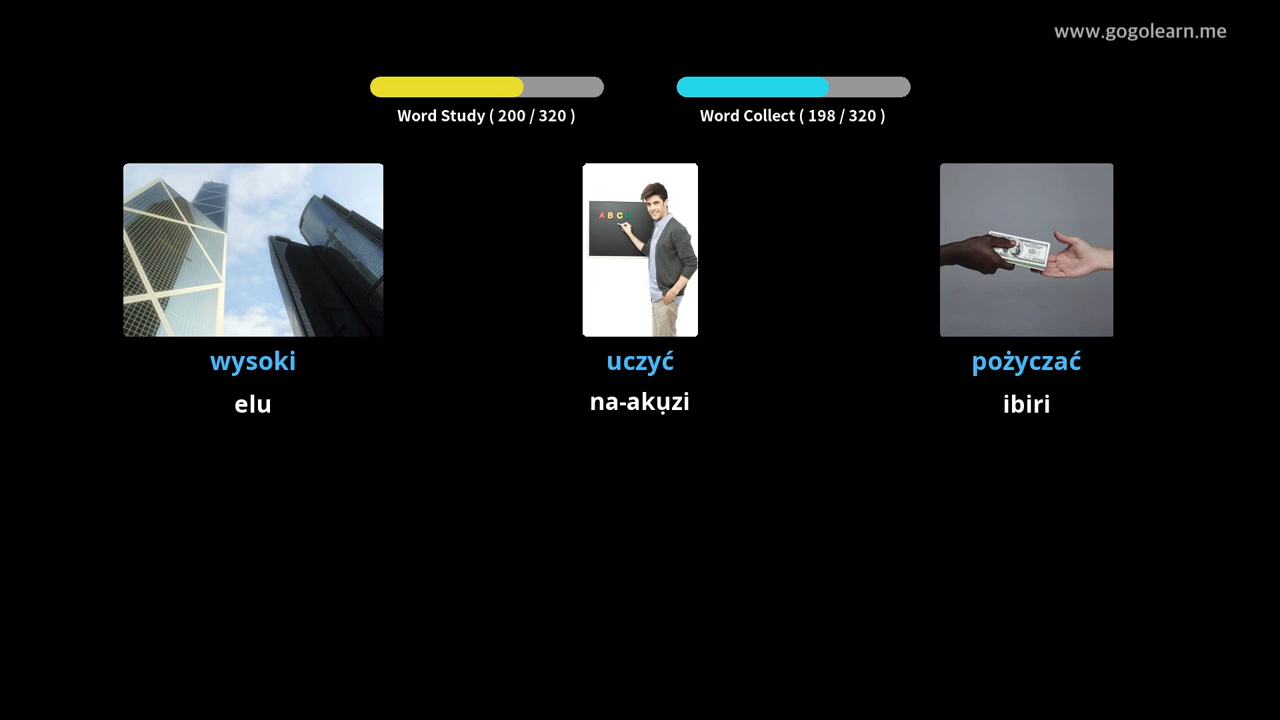 www.gogolearn.me
Word Study ( 200 / 320 )
Word Collect ( 198 / 320 )
A B C
wysoki
uczyć
pożyczać
elu
na-akụzi
ibiri